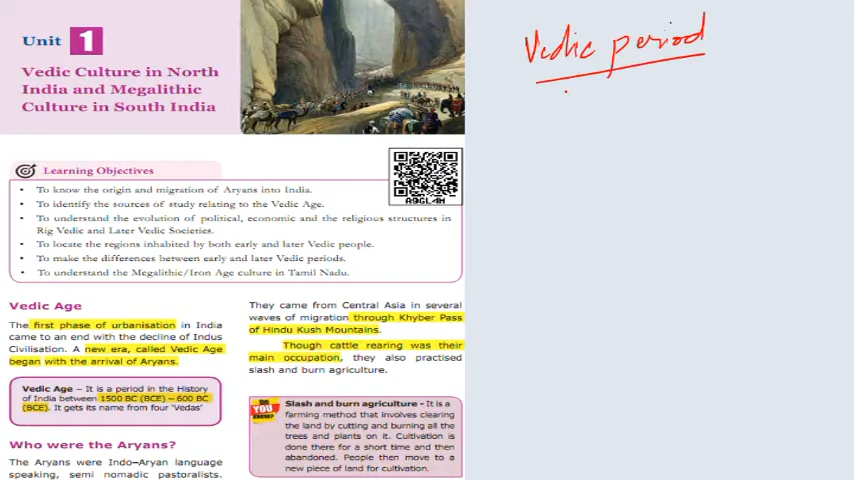 Unit 1
Vedic Culture in North
India and Megalithic
Culture in South India
Vedic period
A9GL4H
Learning Objectives
• To know the origin and migration of Aryans into India.
• To identify the sources of study relating to the Vedic Age.
• To understand the evolution of political, economic and the religious structures in
Rig Vedic and Later Vedic Societies.
• To locate the regions inhabited by both early and later Vedic people.
• To make the differences between early and later Vedic periods.
• To understand the Megalithic/Iron Age culture in Tamil Nadu.
Vedic Age
The first phase of urbanisation in India
came to an end with the decline of Indus
Civilisation. A new era, called Vedic Age
began with the arrival of Aryans.
Vedic Age – It is a period in the History
of India between 1500 BC (BCE) – 600 BC
(BCE). It gets its name from four 'Vedas'
Who were the Aryans?
The Aryans were Indo-Aryan language
speaking, semi nomadic pastoralists.
They came from Central Asia in several
waves of migration through Khyber Pass
of Hindu Kush Mountains.
Though cattle rearing was their
main occupation, they also practised
slash and burn agriculture.
DO YOU KNOW?
Slash and burn agriculture - It is a
farming method that involves clearing
the land by cutting and burning all the
trees and plants on it. Cultivation is
done there for a short time and then
abandoned. People then move to a
new piece of land for cultivation.